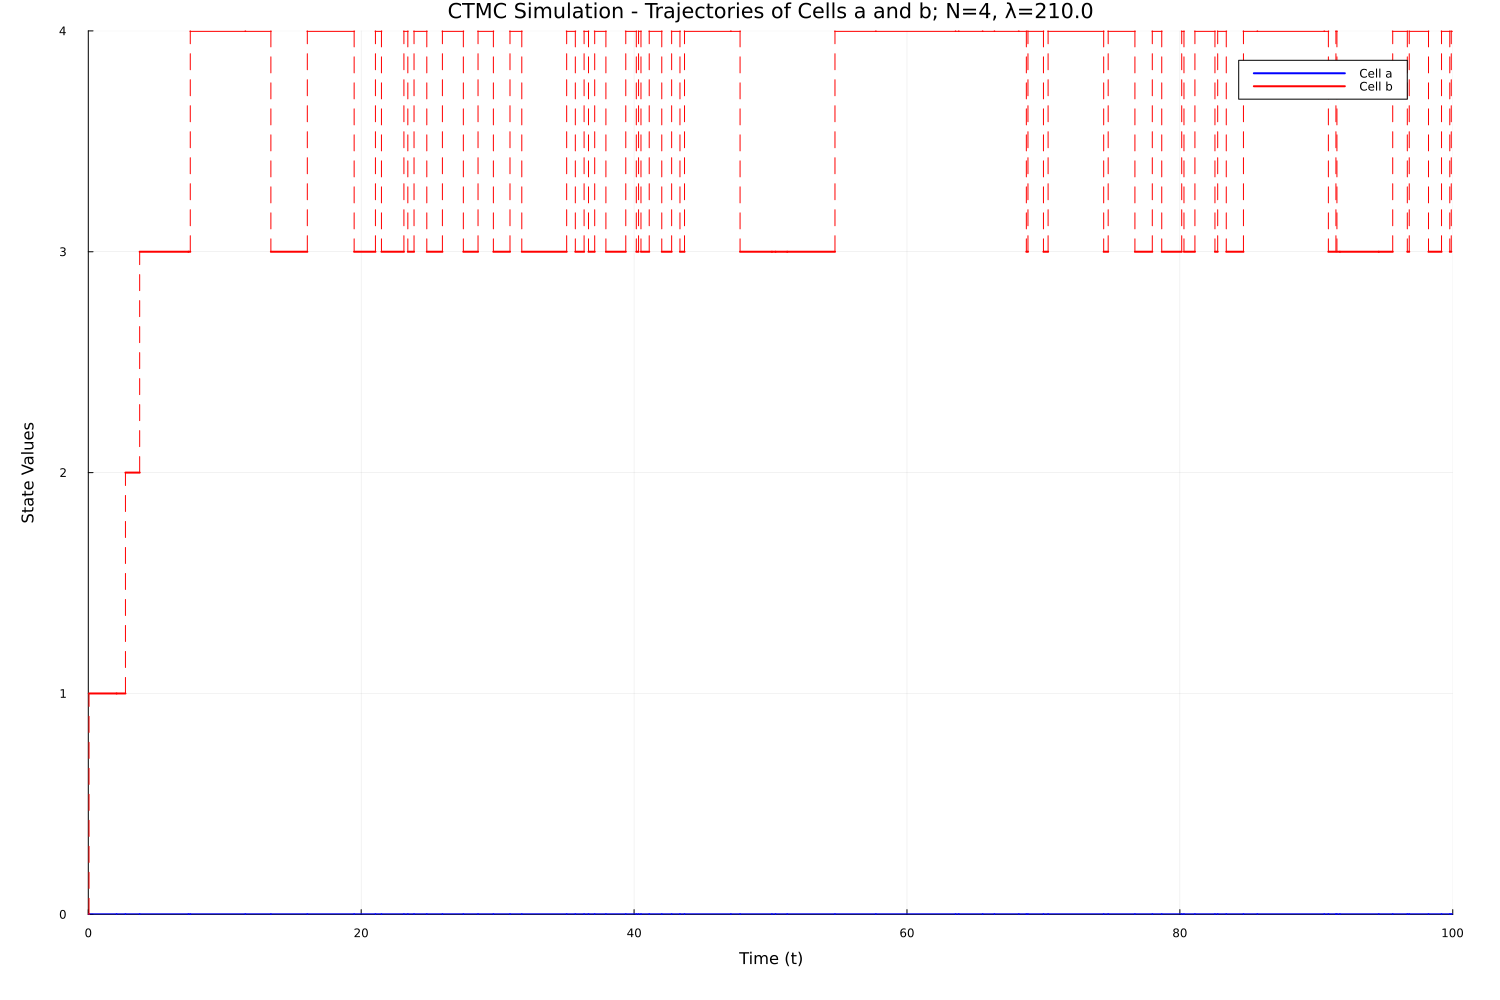 CTMC Simulation - Trajectories of Cells a and b; N=4, λ=210.0
4
Cell a
Cell b
3
State Values
2
1
0
0 20 40 60 80 100
Time (t)